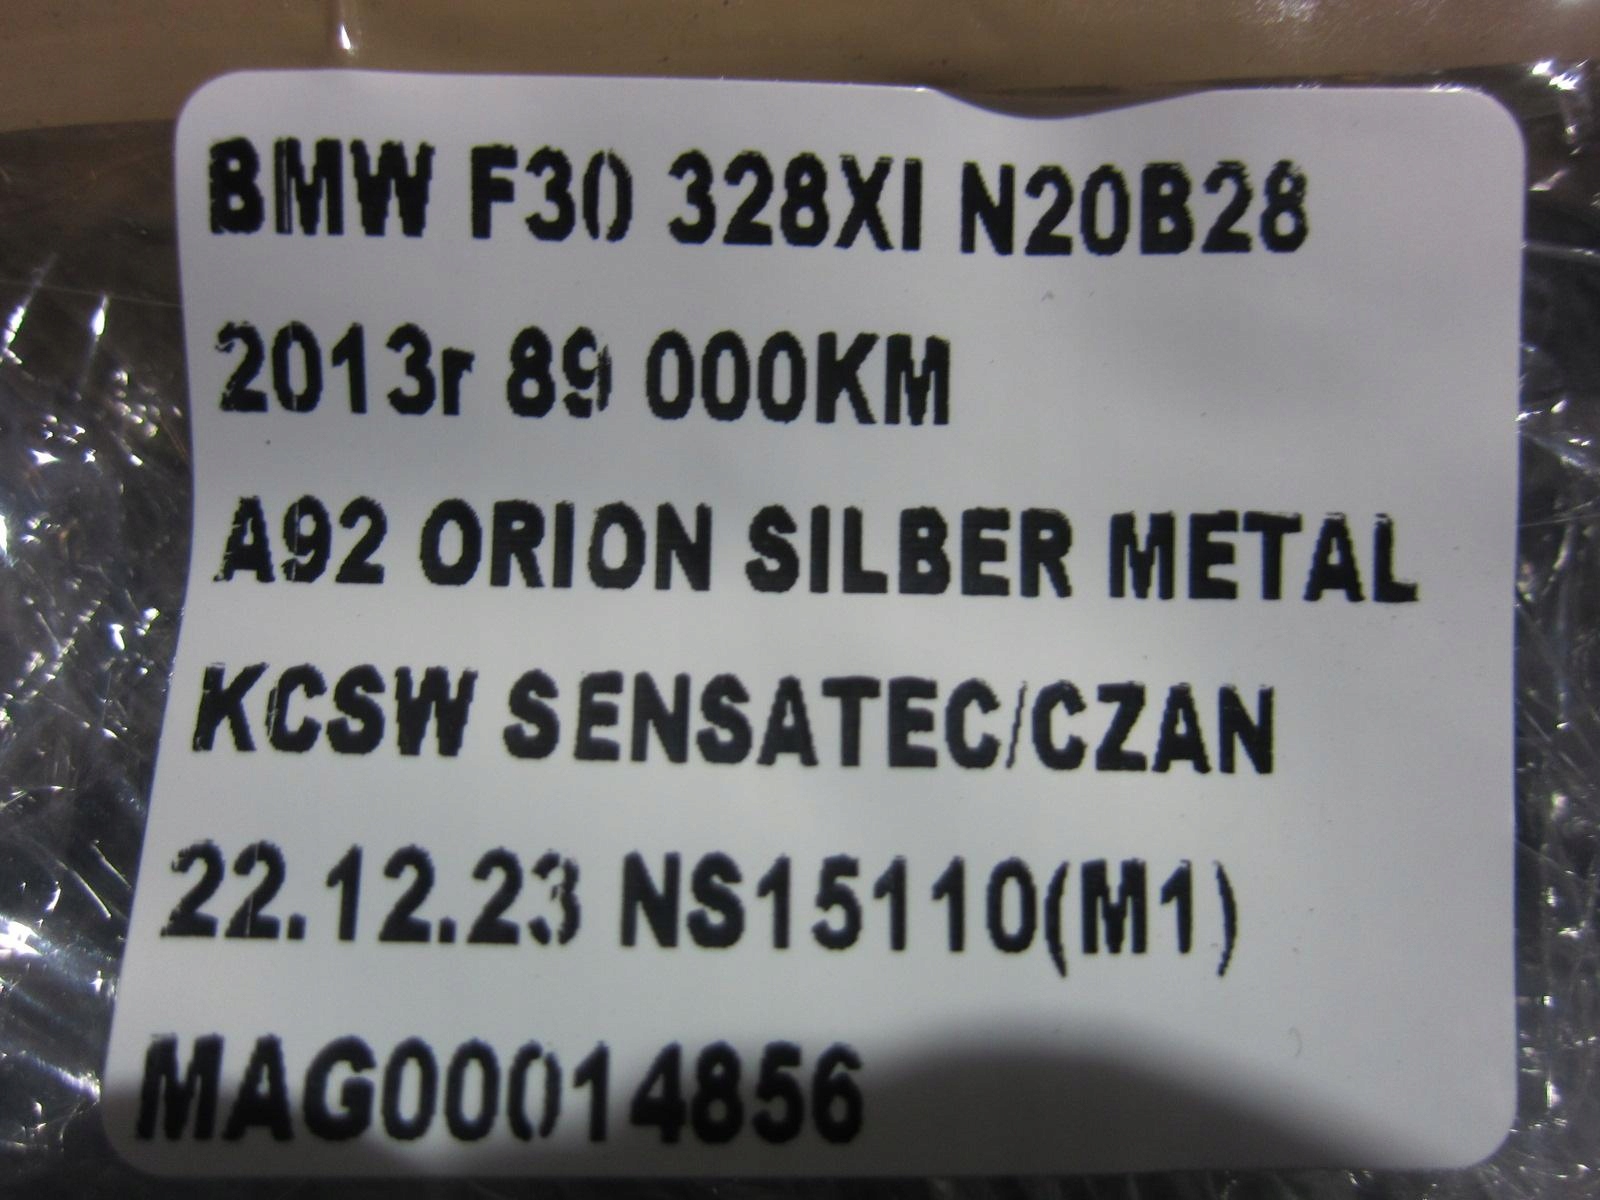 BMW F30 328XI N20B28
2013r 89 000KM
A92 ORION SILBER METAL
KCSW SENSATEC/CZAN
22.12.23 NS15110(M1)
MAG00014856